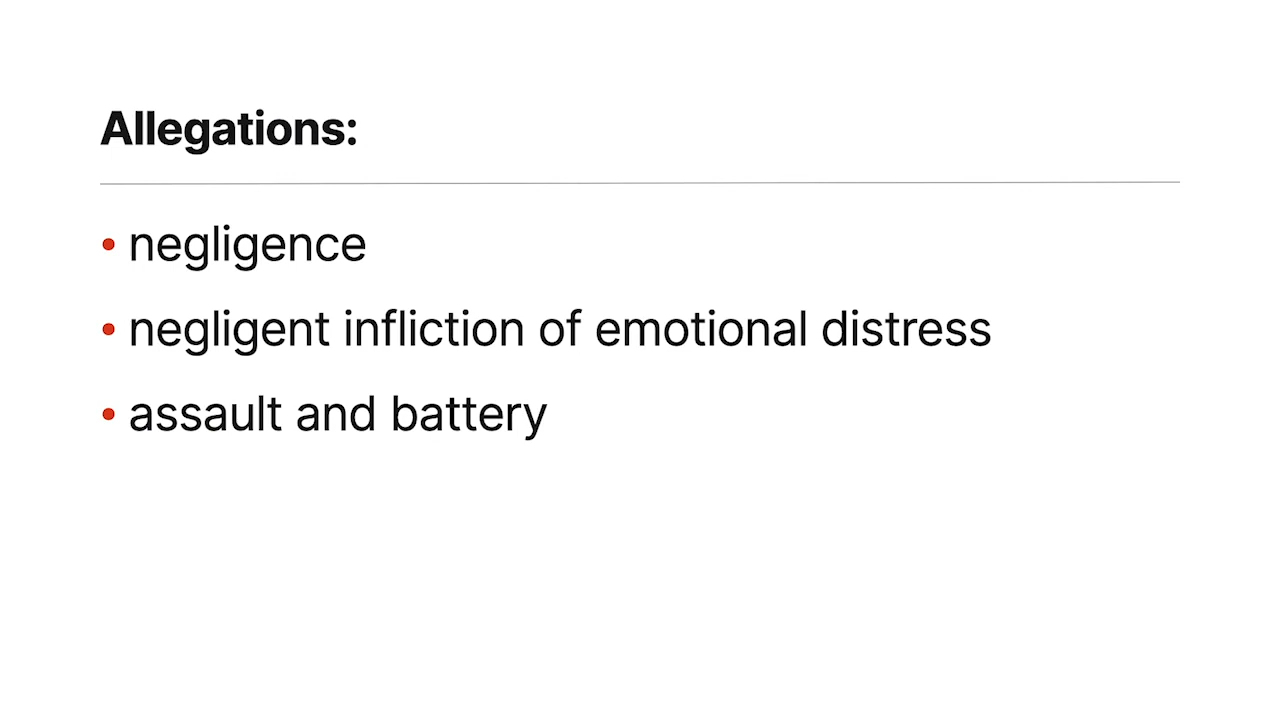 Allegations:
• negligence
• negligent infliction of emotional distress
• assault and battery